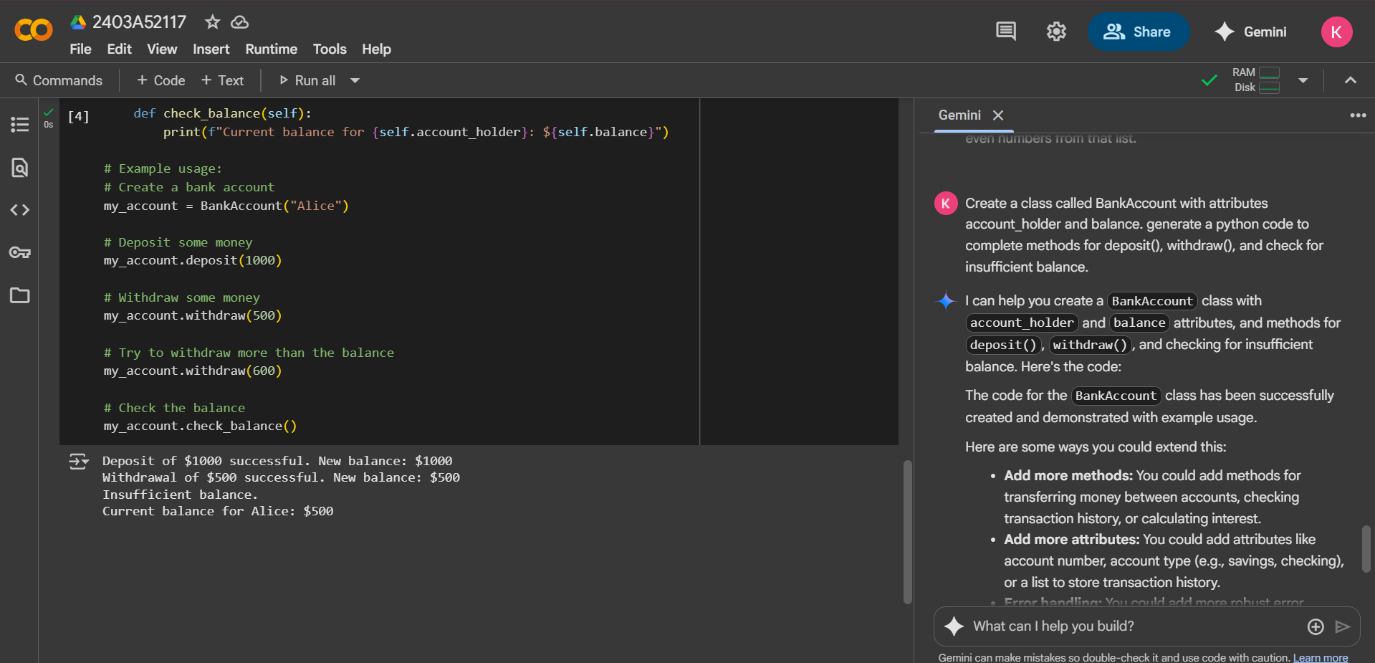 2403A52117
File Edit View Insert Runtime Tools Help
Share
Gemini
K
Commands + Code + Text Run all
RAM
Disk
0s
[4]
def check_balance(self):
print(f"Current balance for {self.account_holder}: ${self.balance}")
# Example usage:
# Create a bank account
my_account = BankAccount("Alice")
# Deposit some money
my_account.deposit(1000)
# Withdraw some money
my_account.withdraw(500)
# Try to withdraw more than the balance
my_account.withdraw(600)
# Check the balance
my_account.check_balance()
Deposit of $1000 successful. New balance: $1000
Withdrawal of $500 successful. New balance: $500
Insufficient balance.
Current balance for Alice: $500
Gemini
even numbers from that list.
K
Create a class called BankAccount with attributes
account_holder and balance. generate a python code to
complete methods for deposit(), withdraw(), and check for
insufficient balance.
I can help you create a BankAccount class with
account_holder and balance attributes, and methods for
deposit(), withdraw(), and checking for insufficient
balance. Here's the code:
The code for the BankAccount class has been successfully
created and demonstrated with example usage.
Here are some ways you could extend this:
• Add more methods: You could add methods for
transferring money between accounts, checking
transaction history, or calculating interest.
• Add more attributes: You could add attributes like
account number, account type (e.g., savings, checking),
or a list to store transaction history.
• Error handling: You could add more robust error
What can I help you build?
Gemini can make mistakes so double-check it and use code with caution. Learn more